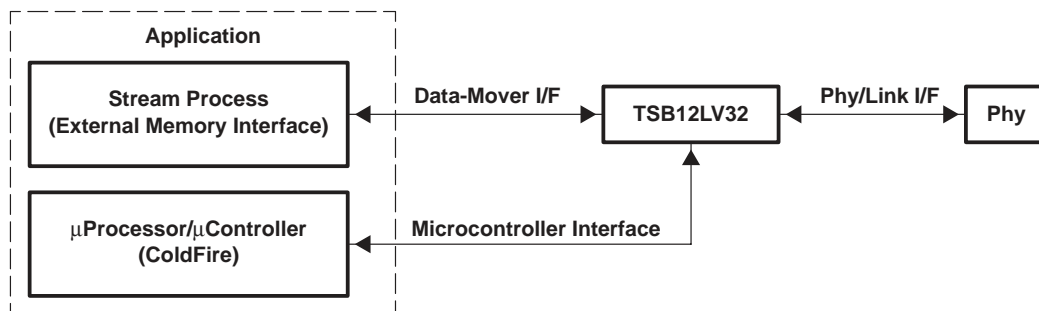 Application
Stream Process
(External Memory Interface)
Data-Mover I/F
TSB12LV32
Phy/Link I/F
Phy
μProcessor/μController
(ColdFire)
Microcontroller Interface